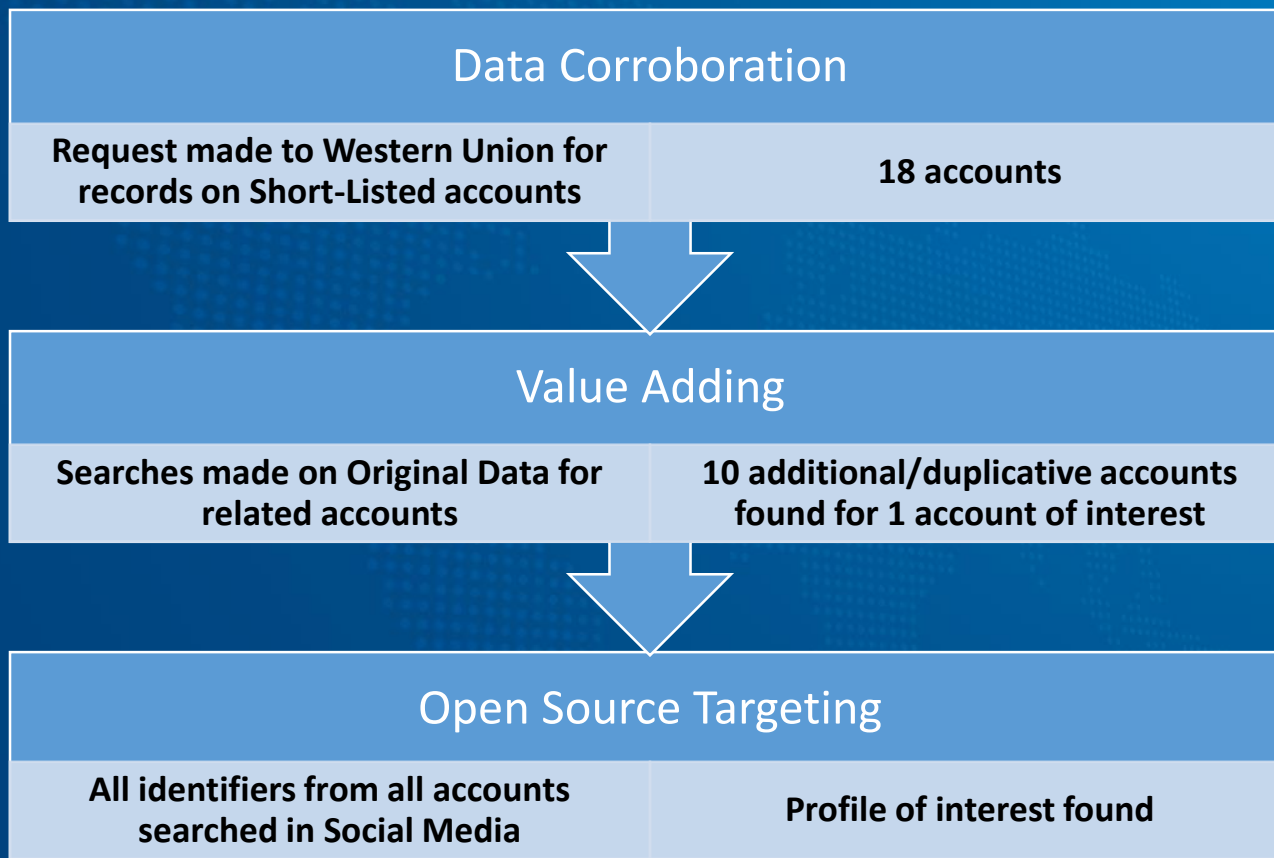 Data Corroboration
Request made to Western Union for
records on Short-Listed accounts
18 accounts
Value Adding
Searches made on Original Data for
related accounts
10 additional/duplicative accounts
found for 1 account of interest
Open Source Targeting
All identifiers from all accounts
searched in Social Media
Profile of interest found